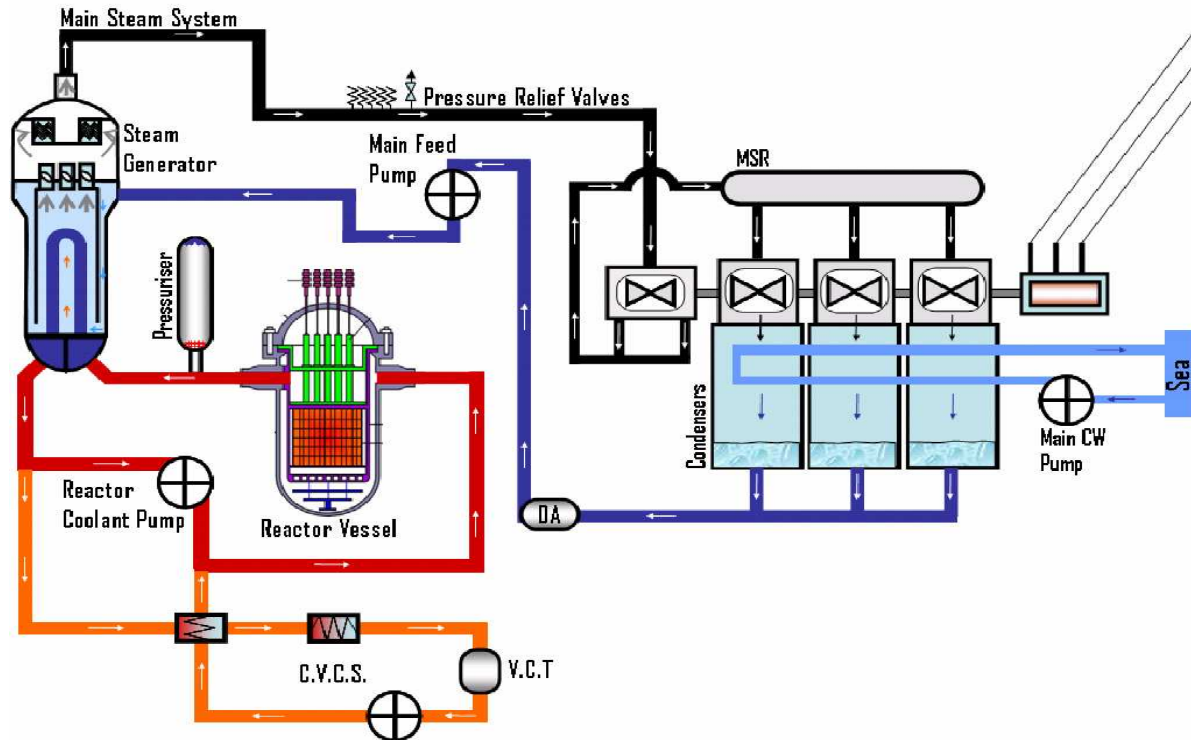 Main Steam System
Pressure Relief Valves
Steam
Generator
Main Feed
Pump
MSR
Pressuriser
Condensers
Sea
Main CW
Pump
Reactor
Coolant Pump
Reactor Vessel
DA
C.V.C.S.
V.C.T